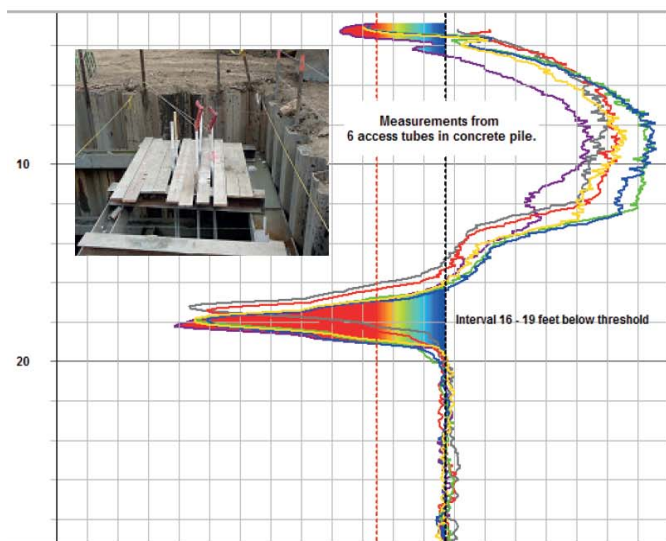 Measurements from
6 access tubes in concrete pile.
10
Interval 16 - 19 feet below threshold
20